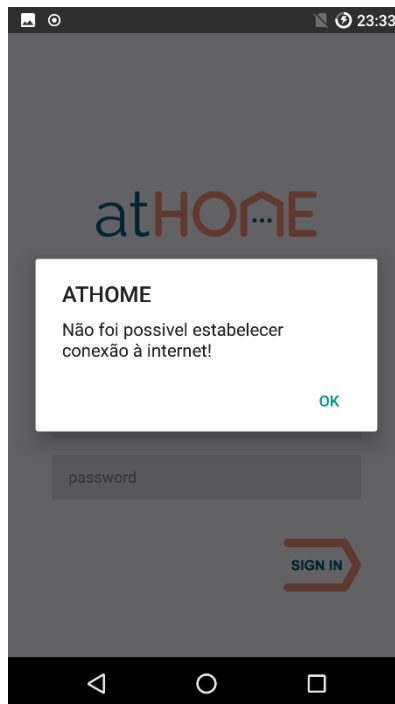 23:33
atHOME
ATHOME
Não foi possivel estabelecer
conexão à internet!
OK
password
SIGN IN